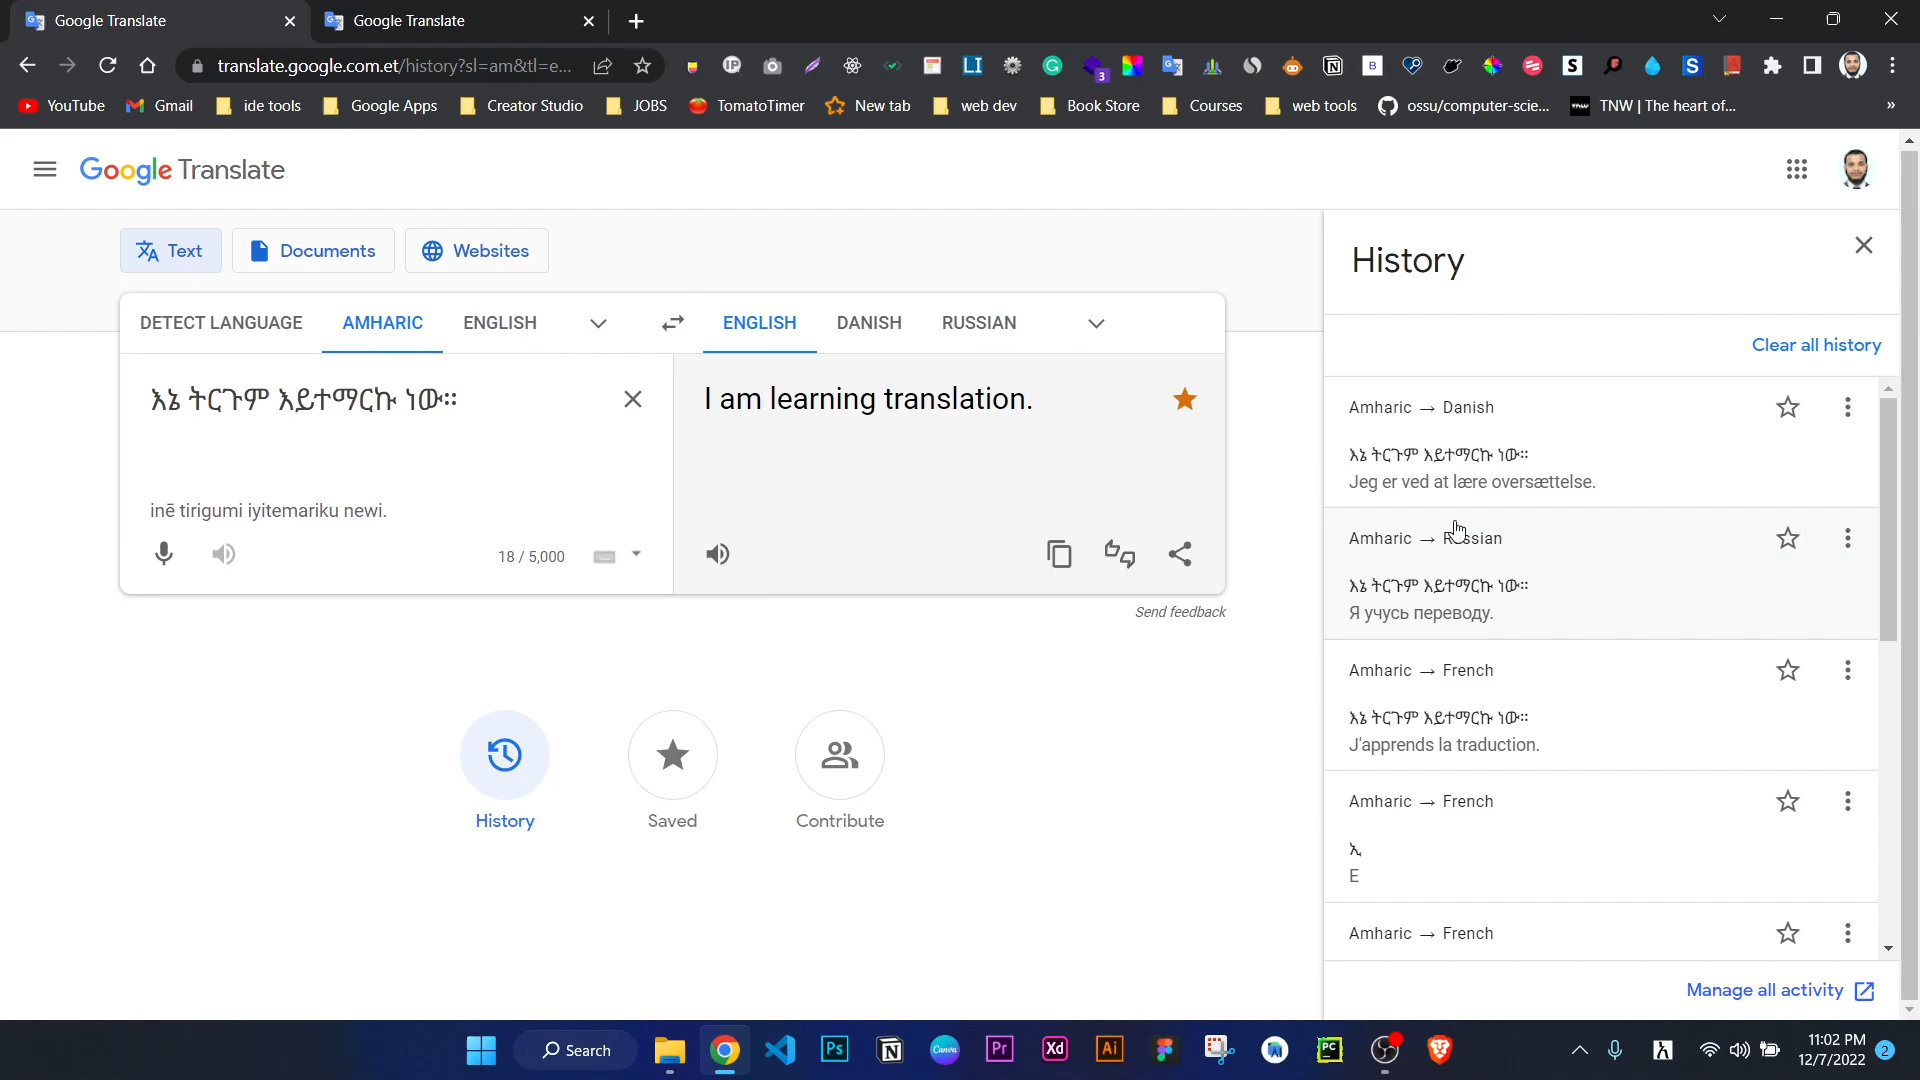 Google Translate
Google Translate
translate.google.com.et/history?sl=am&tl=e...
3
YouTube
Gmail
ide tools
Google Apps
Creator Studio
JOBS
TomatoTimer
New tab
web dev
Book Store
Courses
web tools
ossu/computer-scie...
TNW | The heart of...
Google Translate
Text
Documents
Websites
DETECT LANGUAGE
AMHARIC
ENGLISH
ENGLISH
DANISH
RUSSIAN
እኔ ትርጉም እይተማርኩ ነው።
I am learning translation.
inē tirigumi iyitemariku newi.
18 / 5,000
Send feedback
History
Saved
Contribute
History
Clear all history
Amharic → Danish
እኔ ትርጉም እይተማርኩ ነው።
Jeg er ved at lære oversættelse.
Amharic → Russian
እኔ ትርጉም እይተማርኩ ነው።
Я учусь переводу.
Amharic → French
እኔ ትርጉም እይተማርኩ ነው።
J'apprends la traduction.
Amharic → French
ኢ
E
Amharic → French
Manage all activity
Search
11:02 PM
12/7/2022
2